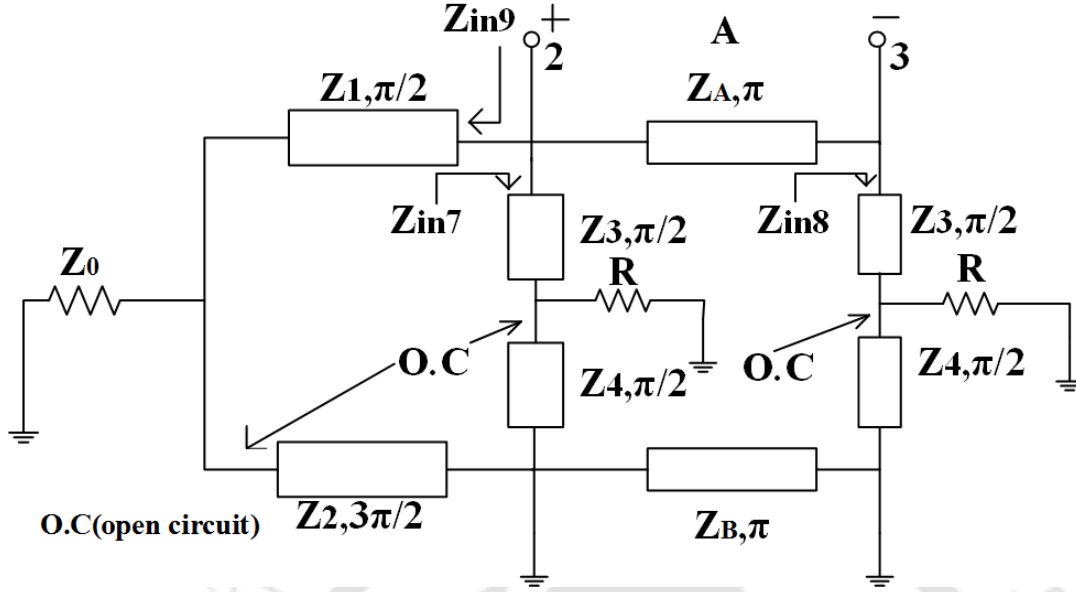 Zin9
+
2
A
−
3
Z1,π/2
ZA,π
Zin7
Z3,π/2
Zin8
Z3,π/2
Z0
R
R
O.C
Z4,π/2
O.C
Z4,π/2
O.C(open circuit)
Z2,3π/2
ZB,π